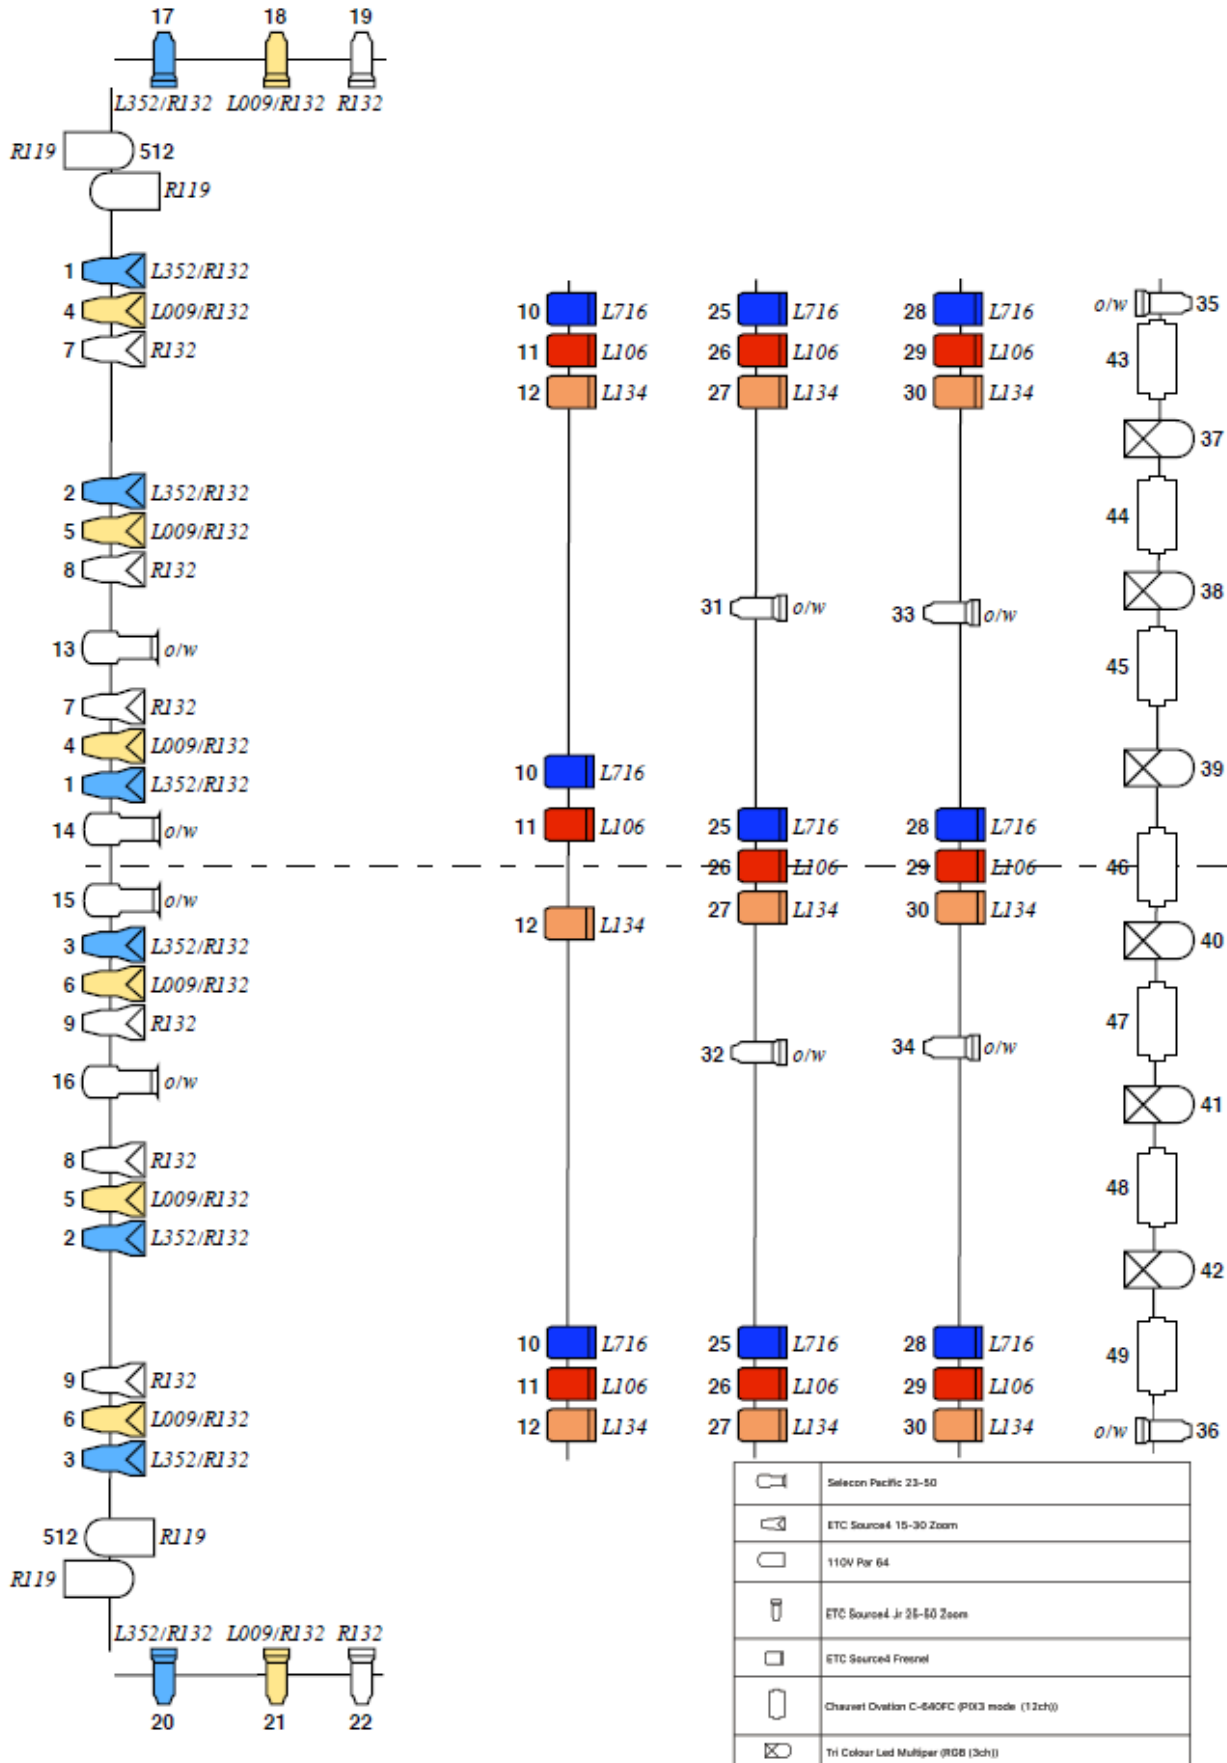 17 18 19
L352/R132 L009/R132 R132
R119 512
R119
1 L352/R132
4 L009/R132
7 R132
2 L352/R132
5 L009/R132
8 R132
13 o/w
7 R132
4 L009/R132
1 L352/R132
14 o/w
15 o/w
3 L352/R132
6 L009/R132
9 R132
16 o/w
8 R132
5 L009/R132
2 L352/R132
9 R132
6 L009/R132
3 L352/R132
512 R119
R119
L352/R132 L009/R132 R132
20 21 22
10 L716
11 L106
12 L134
10 L716
11 L106
12 L134
10 L716
11 L106
12 L134
25 L716
26 L106
27 L134
31 o/w
25 L716
26 L106
27 L134
32 o/w
25 L716
26 L106
27 L134
28 L716
29 L106
30 L134
33 o/w
28 L716
29 L106
30 L134
34 o/w
28 L716
29 L106
30 L134
o/w 35
43
37
44
38
45
39
46
40
47
41
48
42
49
o/w 36
Selecon Pacific 23-50
ETC Source4 15-30 Zoom
110V Par 64
ETC Source4 Jr 25-50 Zoom
ETC Source4 Fresnel
Chauvet Ovation C-640FC (PIX3 mode (12ch))
Tri Colour Led Multipar (RGB (3ch))